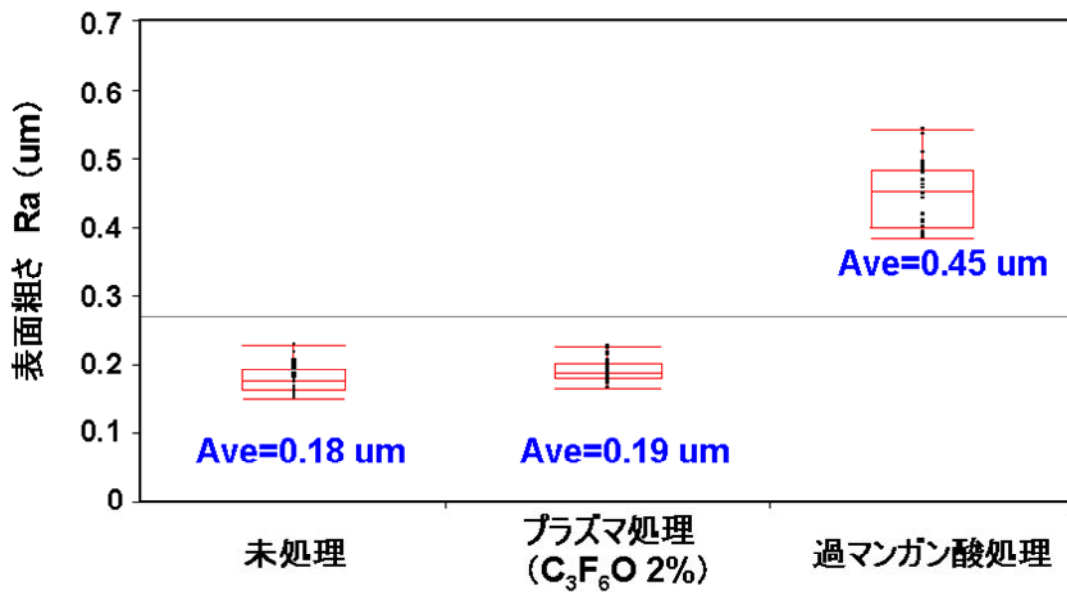 表面粗さ Ra (um)
0.7
0.6
0.5
0.4
0.3
0.2
0.1
0
Ave=0.18 um
Ave=0.19 um
Ave=0.45 um
未処理
プラズマ処理
(C₃F₆O 2%)
過マンガン酸処理